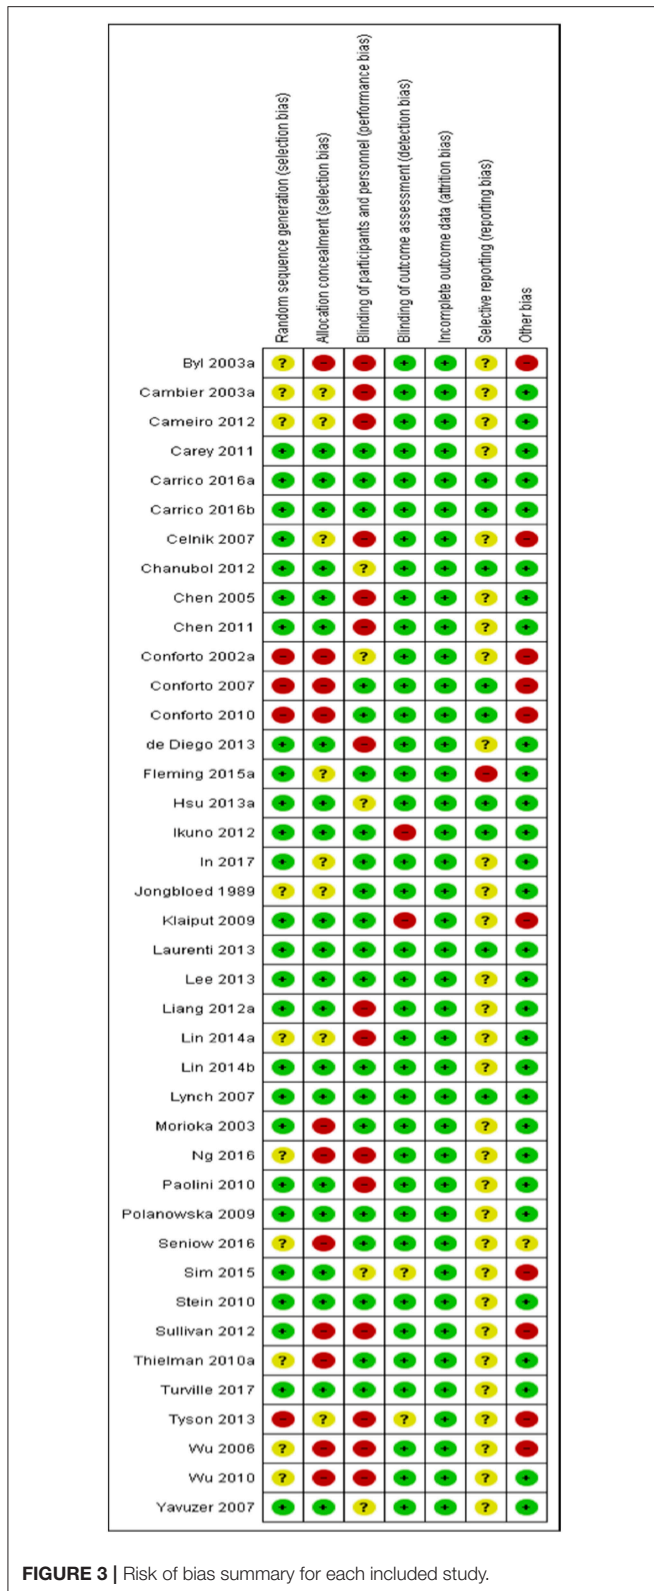 Random sequence generation (selection bias)
Allocation concealment (selection bias)
Blinding of participants and personnel (performance bias)
Blinding of outcome assessment (detection bias)
Incomplete outcome data (attrition bias)
Selective reporting (reporting bias)
Other bias
Byl 2003a ? - - + + ? -
Cambier 2003a ? ? - + + ? +
Cameiro 2012 ? ? - + + ? +
Carey 2011 + + + + + ? +
Carrico 2016a + + + + + + +
Carrico 2016b + + + + + + +
Celnik 2007 + ? - + + ? -
Chanubol 2012 + + ? + + + +
Chen 2005 + + - + + ? +
Chen 2011 + + - + + ? +
Conforto 2002a - - ? + + ? -
Conforto 2007 - - + + + + -
Conforto 2010 - - + + + + -
de Diego 2013 + + - + + ? +
Fleming 2015a + ? + + + - +
Hsu 2013a + + ? + + + +
Ikuno 2012 + + + - + + +
In 2017 + ? + + + ? +
Jongbloed 1989 ? ? + + + ? +
Klaiput 2009 + + + - + ? -
Laurenti 2013 + + + + + + +
Lee 2013 + + + + + ? +
Liang 2012a + + - + + ? +
Lin 2014a ? ? - + + ? +
Lin 2014b + + + + + ? +
Lynch 2007 + + + + + + +
Morioka 2003 + - + + + ? +
Ng 2016 ? - - + + ? +
Paolini 2010 + + - + + ? +
Polanowska 2009 + + + + + ? +
Seniow 2016 ? - + + + ? ?
Sim 2015 + + ? ? + ? -
Stein 2010 + + + + + ? +
Sullivan 2012 + - - + + ? -
Thielman 2010a ? - + + + ? +
Turville 2017 + + + + + ? +
Tyson 2013 - ? - ? + ? -
Wu 2006 ? - - + + ? -
Wu 2010 ? - - + + ? +
Yavuzer 2007 + + ? + + ? +
FIGURE 3 | Risk of bias summary for each included study.